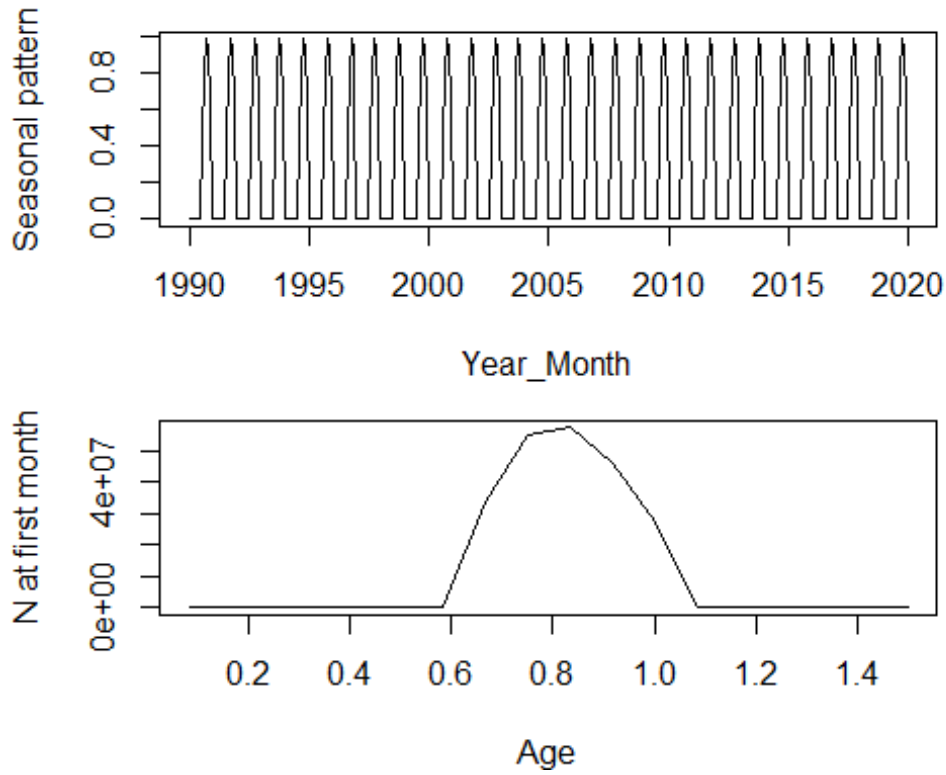 Seasonal pattern
0.8
0.4
0.0
1990 1995 2000 2005 2010 2015 2020
Year_Month
N at first month
4e+07
0e+00
0.2 0.4 0.6 0.8 1.0 1.2 1.4
Age